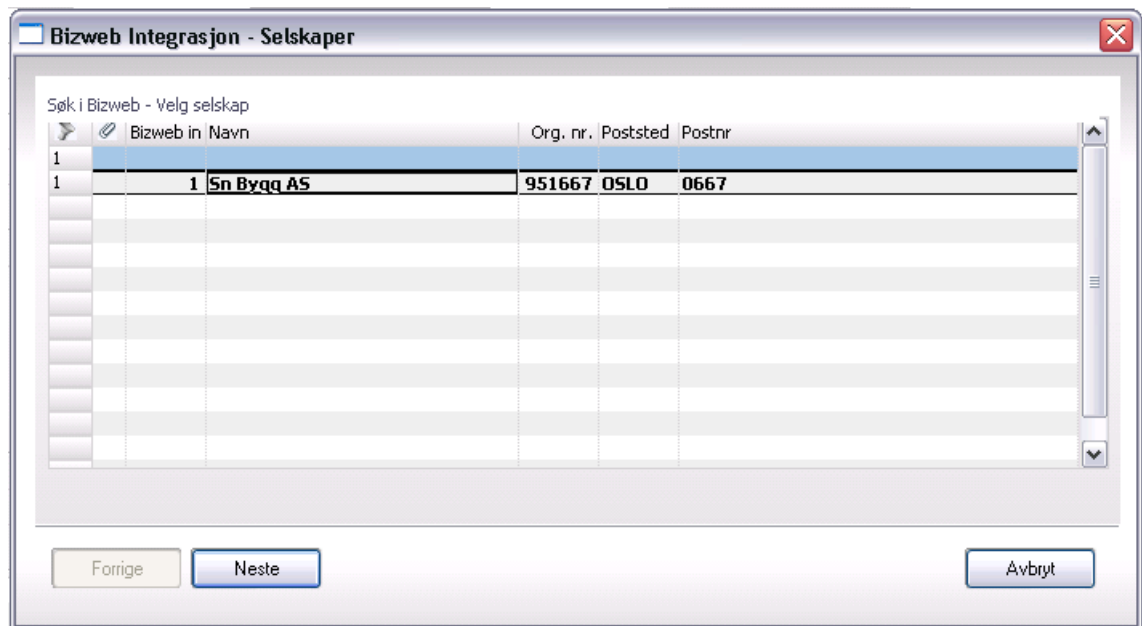 Bizweb Integrasjon - Selskaper
Søk i Bizweb - Velg selskap
Bizweb in Navn Org. nr. Poststed Postnr
1
1 1 Sn Bygg AS 951667 OSLO 0667
Forrige Neste Avbryt